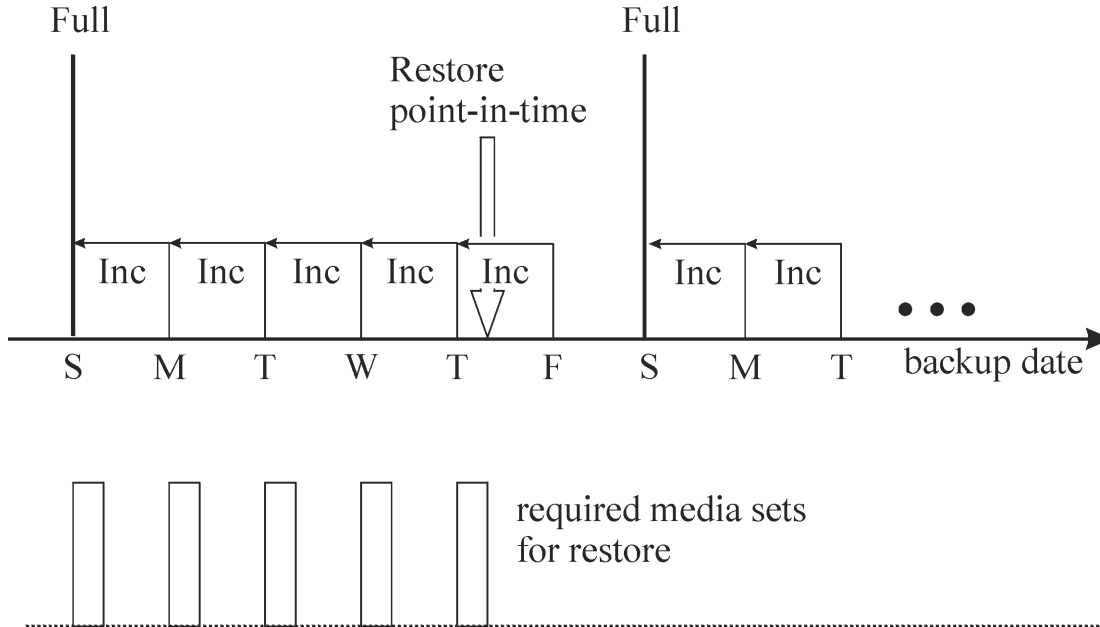 Full
Full
Restore
point-in-time
Inc
Inc
Inc
Inc
Inc
Inc
Inc
S
M
T
W
T
F
S
M
T
backup date
required media sets
for restore